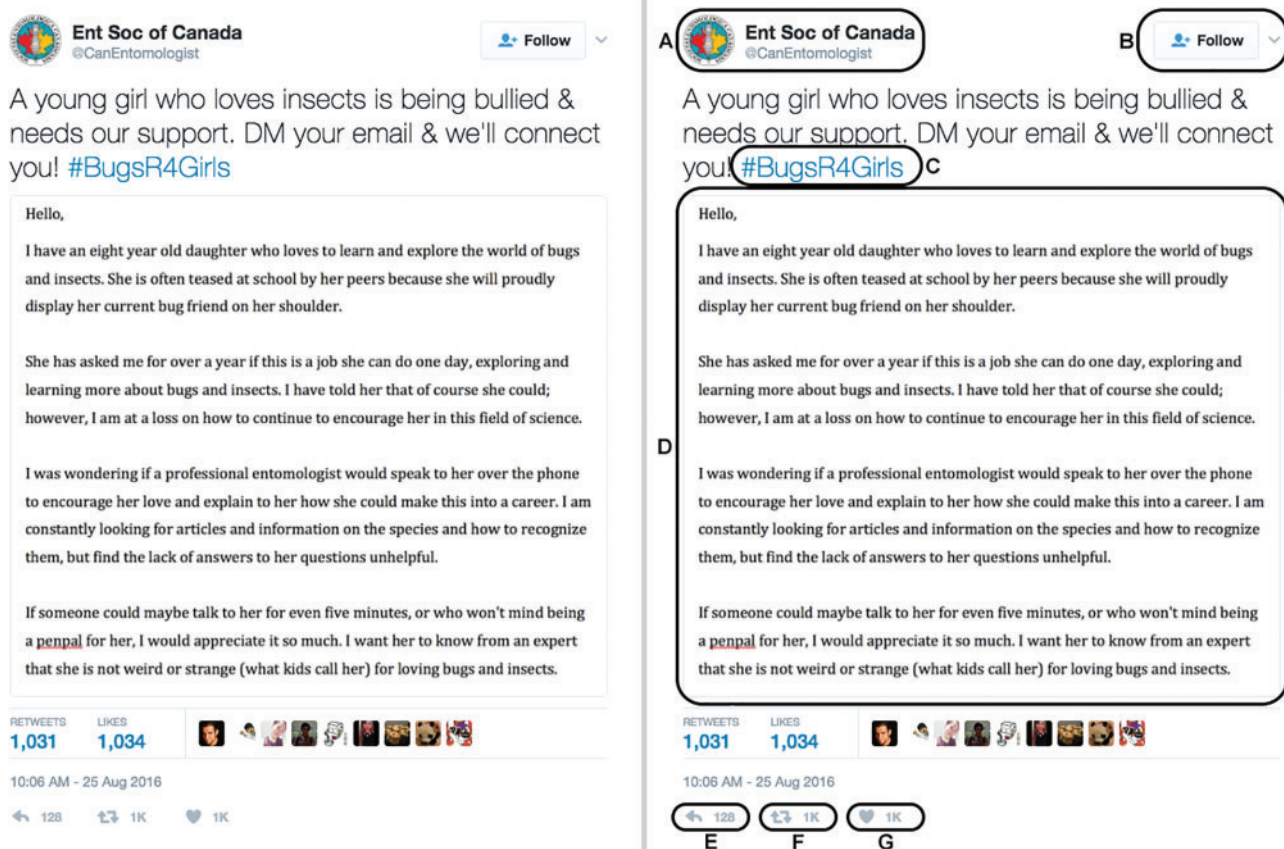 Ent Soc of Canada
@CanEntomologist
Follow
A young girl who loves insects is being bullied &
needs our support. DM your email & we'll connect
you! #BugsR4Girls
Hello,
I have an eight year old daughter who loves to learn and explore the world of bugs
and insects. She is often teased at school by her peers because she will proudly
display her current bug friend on her shoulder.
She has asked me for over a year if this is a job she can do one day, exploring and
learning more about bugs and insects. I have told her that of course she could;
however, I am at a loss on how to continue to encourage her in this field of science.
I was wondering if a professional entomologist would speak to her over the phone
to encourage her love and explain to her how she could make this into a career. I am
constantly looking for articles and information on the species and how to recognize
them, but find the lack of answers to her questions unhelpful.
If someone could maybe talk to her for even five minutes, or who won't mind being
a penpal for her, I would appreciate it so much. I want her to know from an expert
that she is not weird or strange (what kids call her) for loving bugs and insects.
RETWEETS LIKES
1,031 1,034
10:06 AM - 25 Aug 2016
128 1K 1K
A Ent Soc of Canada
@CanEntomologist
B Follow
A young girl who loves insects is being bullied &
needs our support. DM your email & we'll connect
you! #BugsR4Girls C
Hello,
I have an eight year old daughter who loves to learn and explore the world of bugs
and insects. She is often teased at school by her peers because she will proudly
display her current bug friend on her shoulder.
She has asked me for over a year if this is a job she can do one day, exploring and
learning more about bugs and insects. I have told her that of course she could;
however, I am at a loss on how to continue to encourage her in this field of science.
D
I was wondering if a professional entomologist would speak to her over the phone
to encourage her love and explain to her how she could make this into a career. I am
constantly looking for articles and information on the species and how to recognize
them, but find the lack of answers to her questions unhelpful.
If someone could maybe talk to her for even five minutes, or who won't mind being
a penpal for her, I would appreciate it so much. I want her to know from an expert
that she is not weird or strange (what kids call her) for loving bugs and insects.
RETWEETS LIKES
1,031 1,034
10:06 AM - 25 Aug 2016
128 1K 1K
E F G